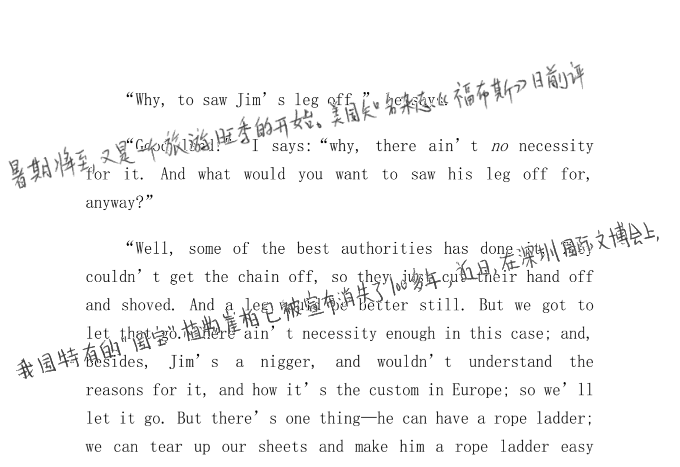 “Why, to saw Jim’s leg off,” he says.
暑期将至,又是一个旅游旺季的开始。美国知名杂志《福布斯》日前评
“Good land!” I says:“why, there ain’t no necessity
for it. And what would you want to saw his leg off for,
anyway?”
“Well, some of the best authorities has done it. They
couldn’t get the chain off, so they just cut their hand off
and shoved. And a leg would be better still. But we got to
我国特有的“国宝”植物崖柏已被宣布消失了100多年。近日,在深圳国际文博会上,
let that go. There ain’t necessity enough in this case; and,
besides, Jim’s a nigger, and wouldn’t understand the
reasons for it, and how it’s the custom in Europe; so we’ll
let it go. But there’s one thing—he can have a rope ladder;
we can tear up our sheets and make him a rope ladder easy